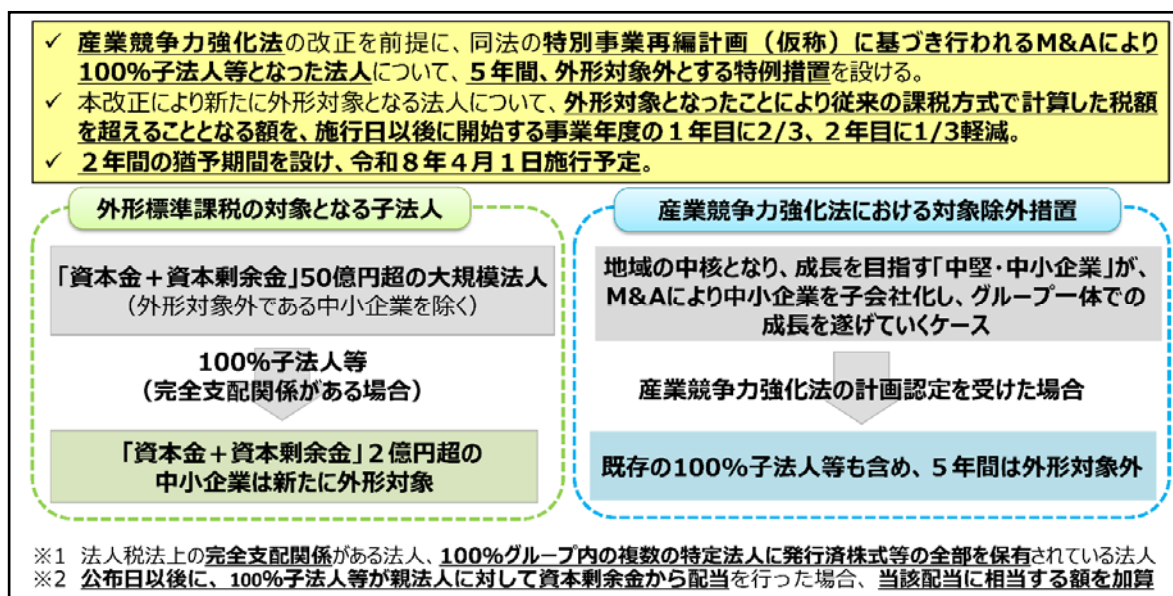 ✓ 産業競争力強化法の改正を前提に、同法の特別事業再編計画（仮称）に基づき行われるM&Aにより
100%子法人等となった法人について、５年間、外形対象外とする特例措置を設ける。
✓ 本改正により新たに外形対象となる法人について、外形対象となったことにより従来の課税方式で計算した税額
を超えることとなる額を、施行日以後に開始する事業年度の１年目に2/3、２年目に1/3軽減。
✓ ２年間の猶予期間を設け、令和８年４月１日施行予定。
外形標準課税の対象となる子法人
「資本金＋資本剰余金」50億円超の大規模法人
（外形対象外である中小企業を除く）
100%子法人等
（完全支配関係がある場合）
「資本金＋資本剰余金」２億円超の
中小企業は新たに外形対象
産業競争力強化法における対象除外措置
地域の中核となり、成長を目指す「中堅・中小企業」が、
M&Aにより中小企業を子会社化し、グループ一体での
成長を遂げていくケース
産業競争力強化法の計画認定を受けた場合
既存の100%子法人等も含め、５年間は外形対象外
※1 法人税法上の完全支配関係がある法人、100%グループ内の複数の特定法人に発行済株式等の全部を保有されている法人
※2 公布日以後に、100%子法人等が親法人に対して資本剰余金から配当を行った場合、当該配当に相当する額を加算